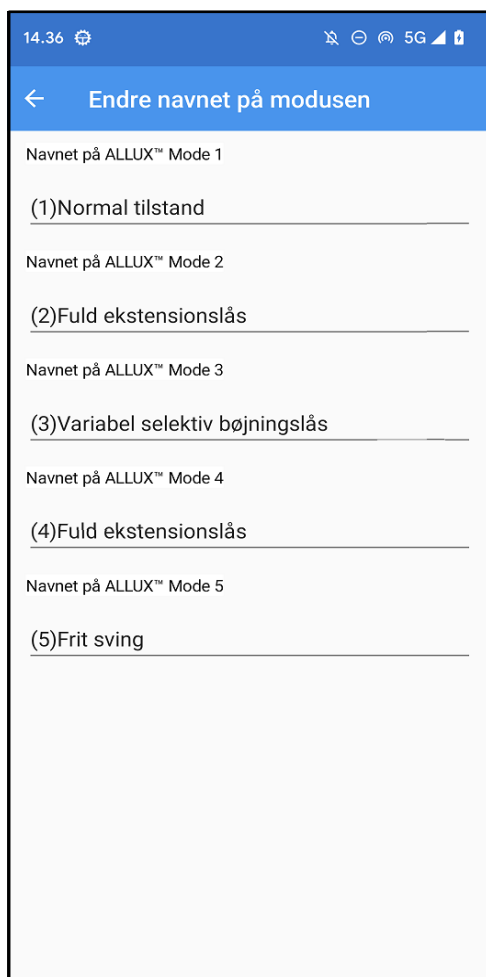 14.36 5G
Endre navnet på modusen
Navnet på ALLUX™ Mode 1
(1)Normal tilstand
Navnet på ALLUX™ Mode 2
(2)Fuld ekstensionslås
Navnet på ALLUX™ Mode 3
(3)Variabel selektiv bøjningslås
Navnet på ALLUX™ Mode 4
(4)Fuld ekstensionslås
Navnet på ALLUX™ Mode 5
(5)Frit sving